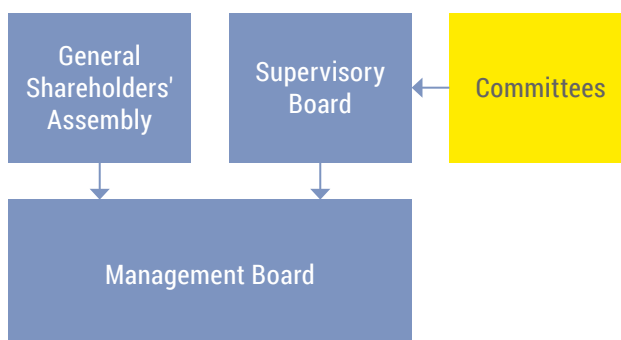 General
Shareholders'
Assembly
Supervisory
Board
Committees
Management Board